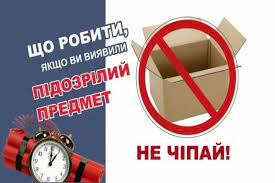 ЩО РОБИТИ,
ЯКЩО ВИ ВИЯВИЛИ
ПІДОЗРІЛИЙ
ПРЕДМЕТ
НЕ ЧІПАЙ!